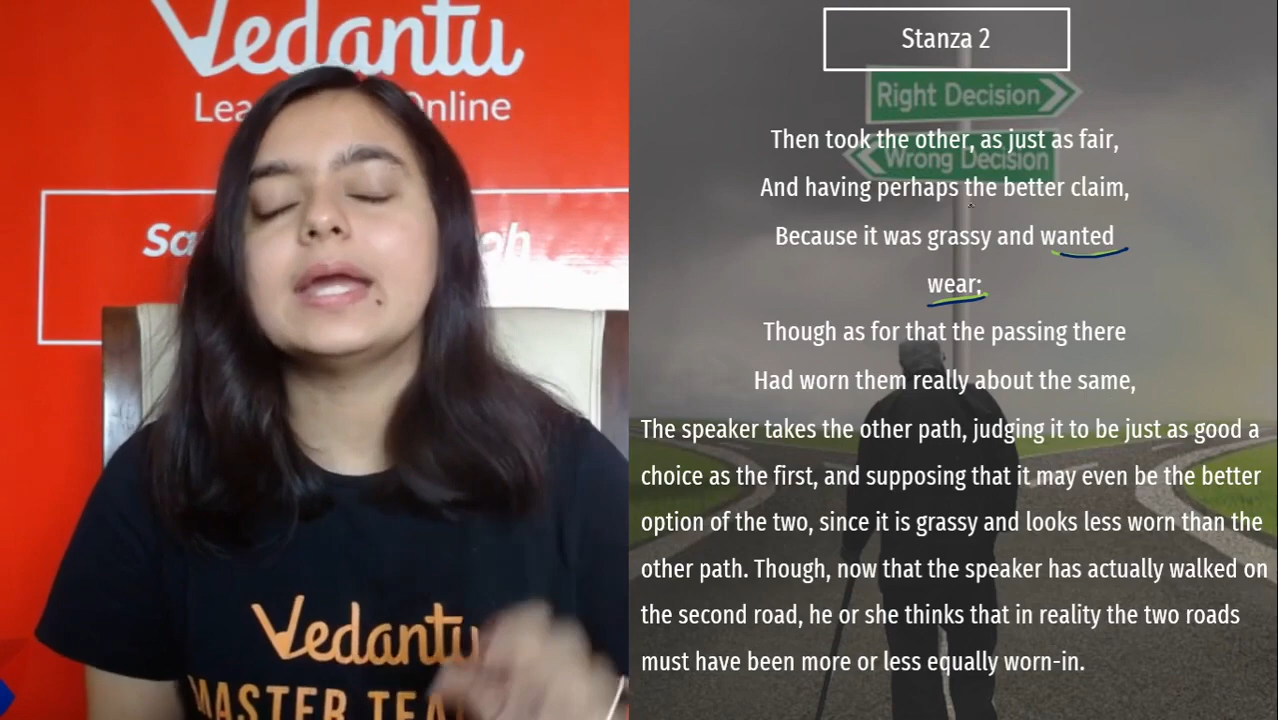 Vedantu
Online
Vedantu
MASTER
Stanza 2
Right Decision
Wrong Decision
Then took the other, as just as fair,
And having perhaps the better claim,
Because it was grassy and wanted
wear;
Though as for that the passing there
Had worn them really about the same,
The speaker takes the other path, judging it to be just as good a
choice as the first, and supposing that it may even be the better
option of the two, since it is grassy and looks less worn than the
other path. Though, now that the speaker has actually walked on
the second road, he or she thinks that in reality the two roads
must have been more or less equally worn-in.